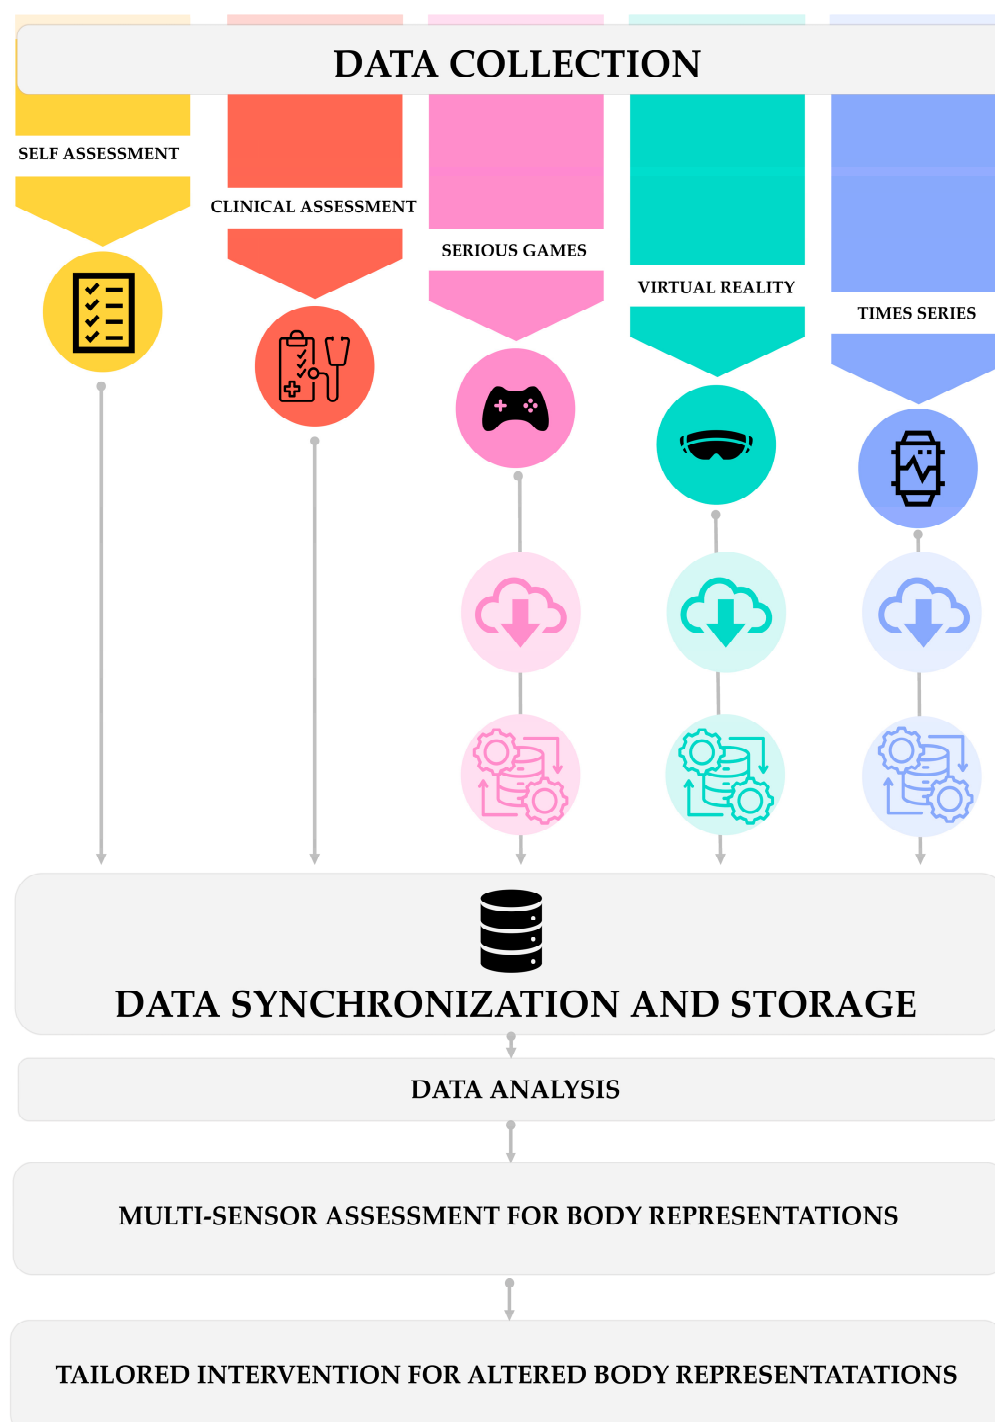 DATA COLLECTION
SELF ASSESSMENT
CLINICAL ASSESSMENT
SERIOUS GAMES
VIRTUAL REALITY
TIMES SERIES
DATA SYNCHRONIZATION AND STORAGE
DATA ANALYSIS
MULTI-SENSOR ASSESSMENT FOR BODY REPRESENTATIONS
TAILORED INTERVENTION FOR ALTERED BODY REPRESENTATATIONS